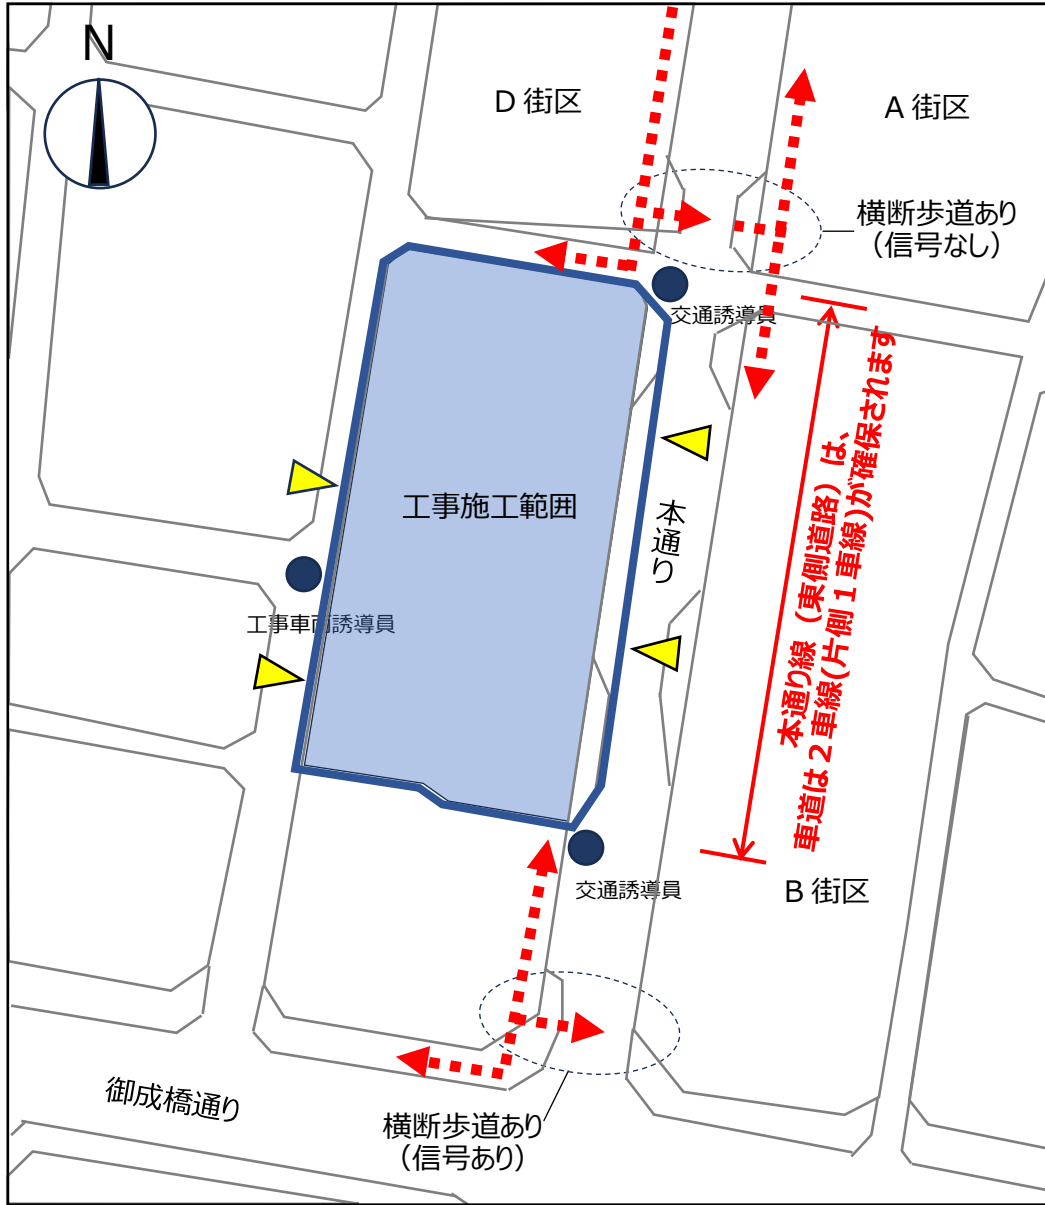 N
D 街区
A 街区
横断歩道あり
（信号なし）
交通誘導員
工事施工範囲
本通り
本通り線（東側道路）は、
車道は２車線(片側１車線)が確保されます
工事車両誘導員
交通誘導員
B 街区
御成橋通り
横断歩道あり
（信号あり）